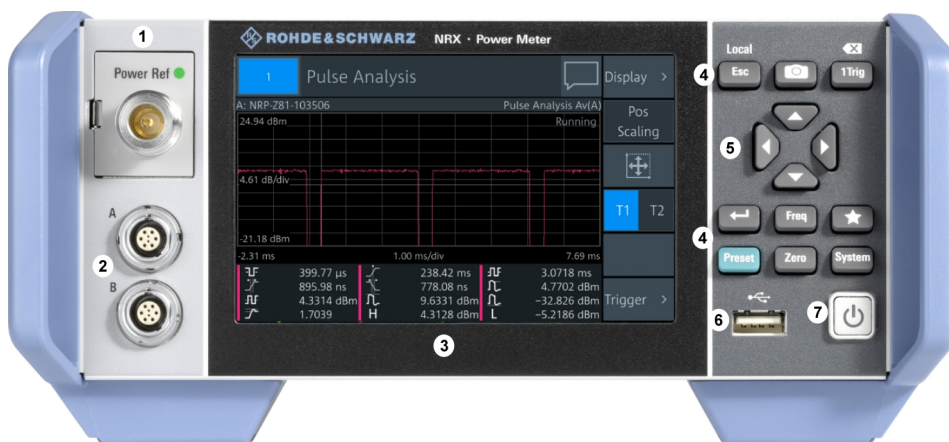 1
Power Ref
A
2
B
ROHDE&SCHWARZ NRX · Power Meter
1 Pulse Analysis
Display >
A: NRP-Z81-103506 Pulse Analysis Av(A)
24.94 dBm Running
Pos
Scaling
4.61 dB/div
T1 T2
-21.18 dBm
-2.31 ms 1.00 ms/div 7.69 ms
399.77 µs 238.42 ms 3.0718 ms
895.98 ns 778.08 ns 4.7702 dBm
4.3314 dBm 9.6331 dBm -32.826 dBm
1.7039 H 4.3128 dBm L -5.2186 dBm
Trigger >
3
Local
4
Esc 1Trig
5
Freq
4
Preset Zero System
6
7